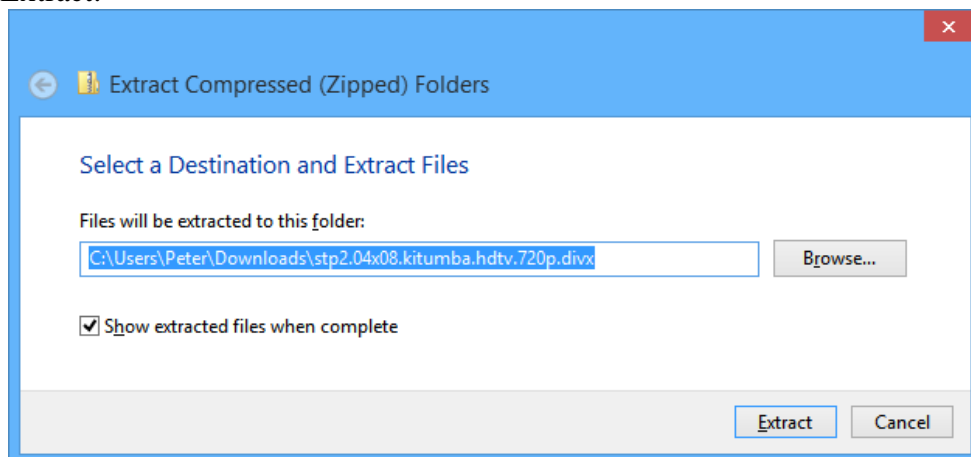 Extract.
Extract Compressed (Zipped) Folders
Select a Destination and Extract Files
Files will be extracted to this folder:
C:\Users\Peter\Downloads\stp2.04x08.kitumba.hdtv.720p.divx
Browse...
Show extracted files when complete
Extract Cancel